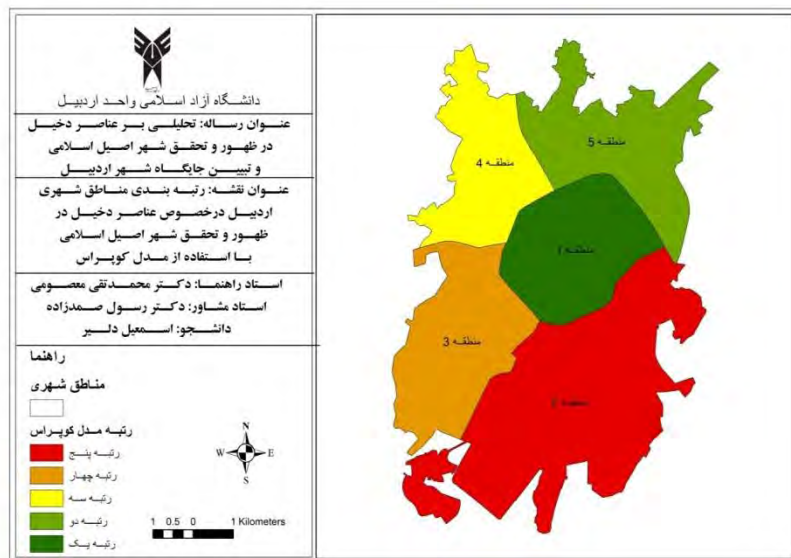 دانشگاه آزاد اسلامی واحد اردبیل
عنوان رساله: تحلیلی بر عناصر دخیل
در ظهور و تحقق شهر اصیل اسلامی
و تبیین جایگاه شهر اردبیل
عنوان نقشه: رتبه بندی مناطق شهری
اردبیل درخصوص عناصر دخیل در
ظهور و تحقق شهر اصیل اسلامی
با استفاده از مدل کوپراس
استاد راهنما: دکتر محمدتقی معصومی
استاد مشاور: دکتر رسول صمدزاده
دانشجو: اسمعیل دلیر
راهنما
مناطق شهری
رتبه مدل کوپراس
رتبه پنج
رتبه چهار
رتبه سه
رتبه دو
رتبه یک
N
W E
S
1 0.5 0 1 Kilometers
منطقه 5
منطقه 4
منطقه 1
منطقه 3
منطقه